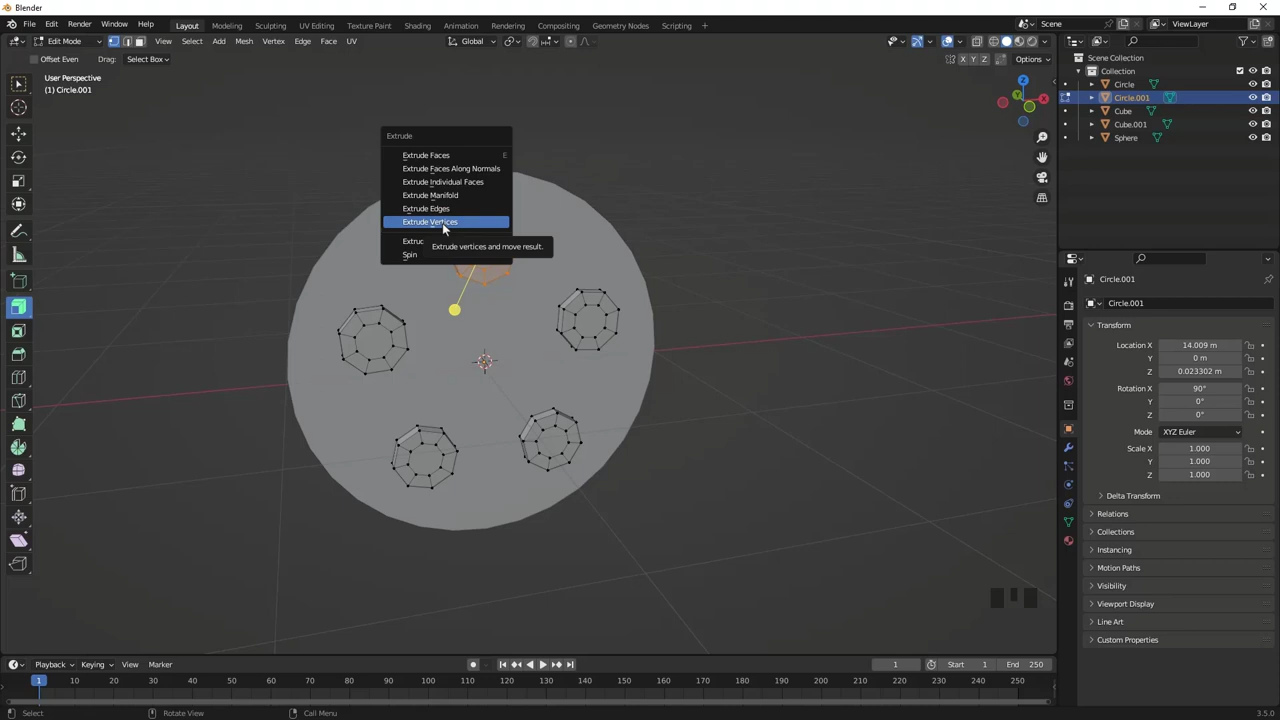 Blender
File Edit Render Window Help Layout Modeling Sculpting UV Editing Texture Paint Shading Animation Rendering Compositing Geometry Nodes Scripting + Scene ViewLayer
Edit Mode View Select Add Mesh Vertex Edge Face UV Global
Offset Even Drag: Select Box X Y Z Options
User Perspective
(1) Circle.001
Extrude
Extrude Faces E
Extrude Faces Along Normals
Extrude Individual Faces
Extrude Manifold
Extrude Edges
Extrude Vertices
Extrude vertices and move result.
Spin
Z
Y
X
Scene Collection
Collection
Circle
Circle.001
Cube
Cube.001
Sphere
Circle.001
Circle.001
Transform
Location X 14.009 m
Y 0 m
Z 0.023302 m
Rotation X 90°
Y 0°
Z 0°
Mode XYZ Euler
Scale X 1.000
Y 1.000
Z 1.000
Delta Transform
Relations
Collections
Instancing
Motion Paths
Visibility
Viewport Display
Line Art
Custom Properties
Playback Keying View Marker 1 Start 1 End 250
1 10 20 30 40 50 60 70 80 90 100 110 120 130 140 150 160 170 180 190 200 210 220 230 240 250
Select Rotate View Call Menu 3.5.0